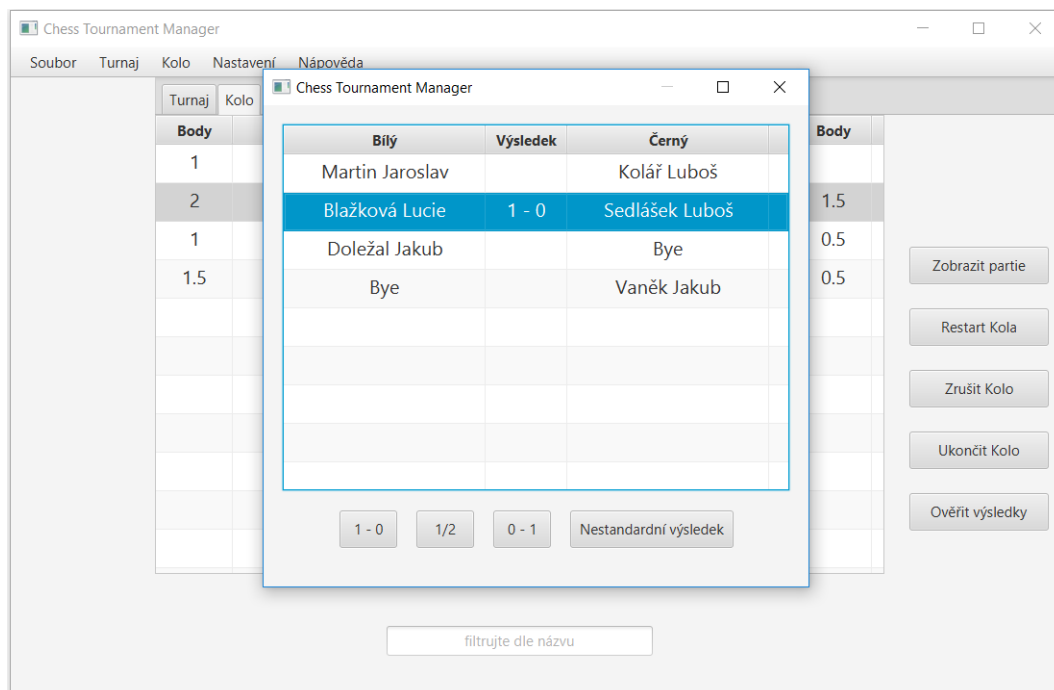 Chess Tournament Manager
Soubor Turnaj Kolo Nastavení Nápověda
Turnaj Kolo
Body Body
1
2 1.5
1 0.5
1.5 0.5
Chess Tournament Manager
Bílý Výsledek Černý
Martin Jaroslav Kolář Luboš
Blažková Lucie 1 - 0 Sedlášek Luboš
Doležal Jakub Bye
Bye Vaněk Jakub
1 - 0 1/2 0 - 1 Nestandardní výsledek
Zobrazit partie
Restart Kola
Zrušit Kolo
Ukončit Kolo
Ověřit výsledky
filtrujte dle názvu